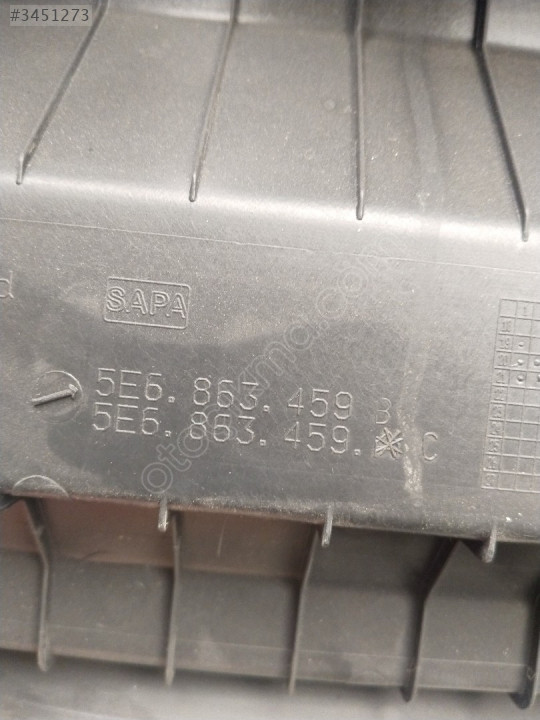 #3451273
SAPA
5E6. 863. 459 B
5E6. 863. 459. * C